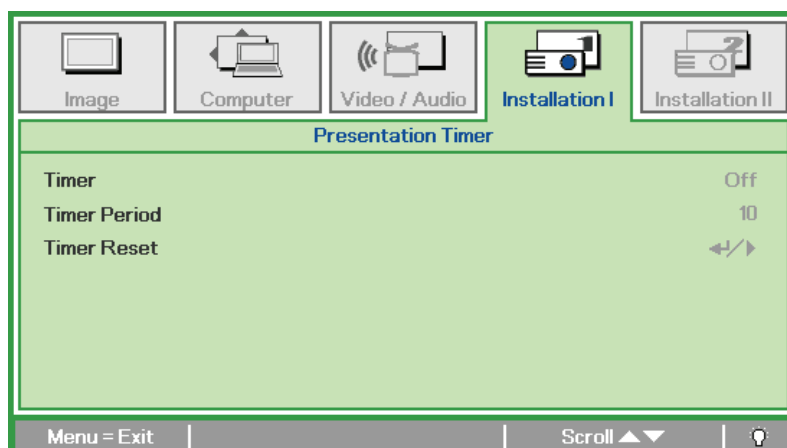 Image Computer Video / Audio Installation I Installation II
Presentation Timer
Timer Off
Timer Period 10
Timer Reset ↵/▶
Menu = Exit Scroll ▲▼